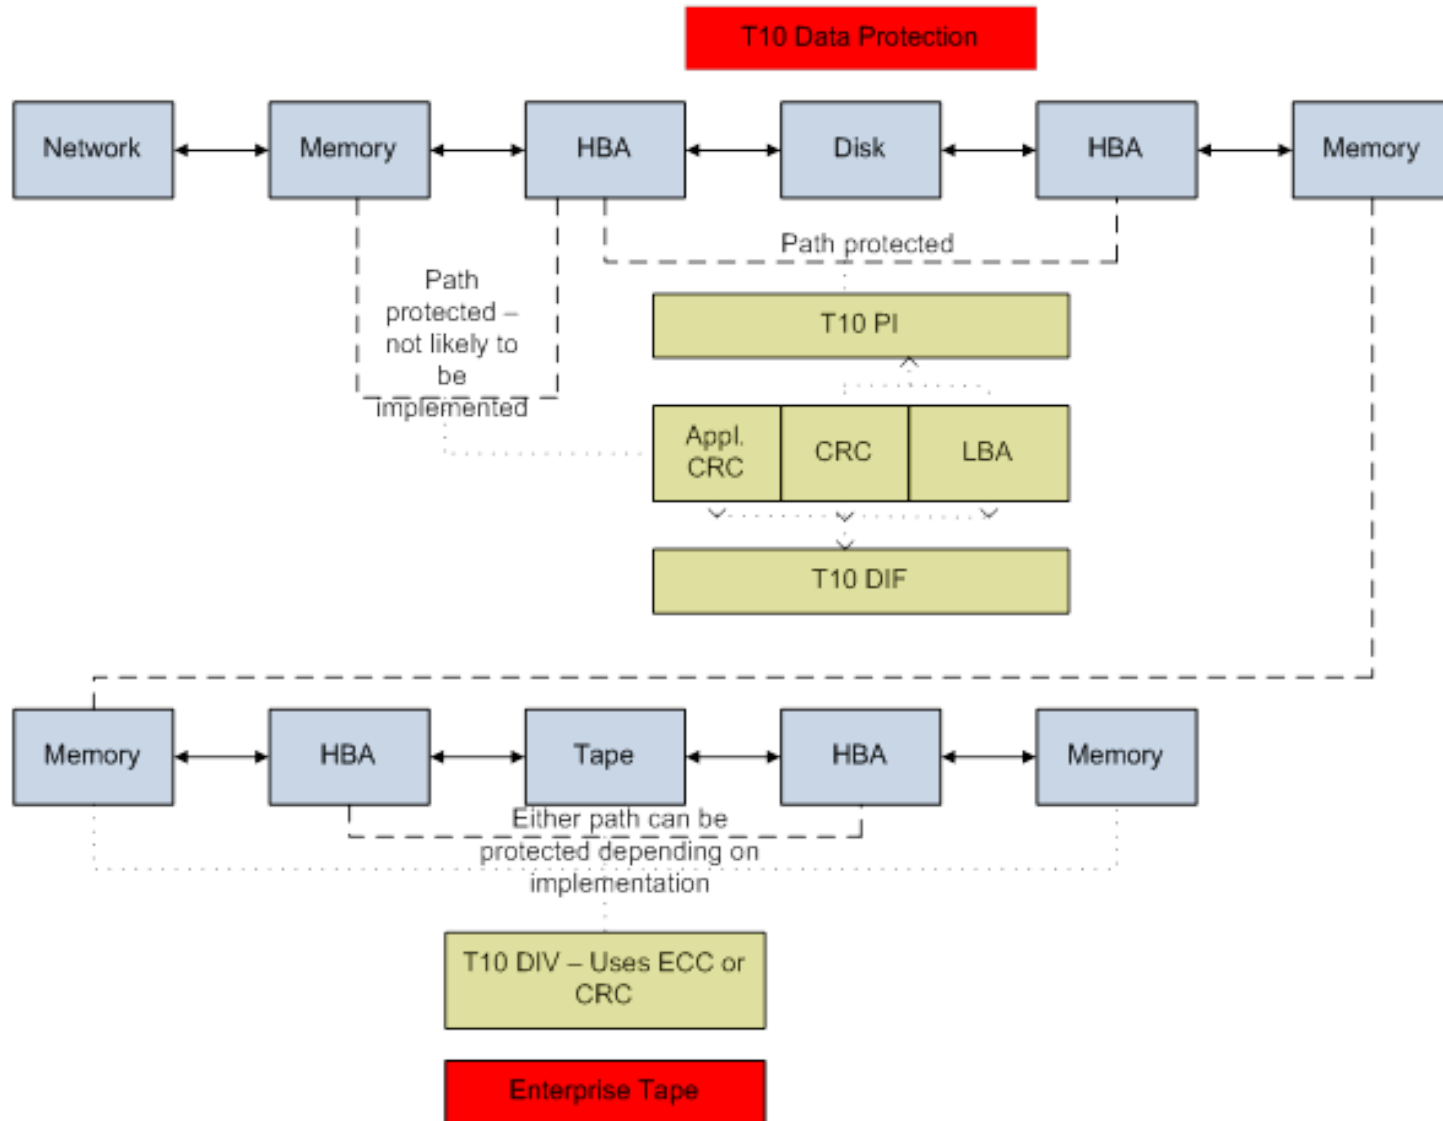 T10 Data Protection
Network
Memory
HBA
Disk
HBA
Memory
Path protected
Path
protected –
not likely to
be
implemented
T10 PI
Appl.
CRC
CRC
LBA
T10 DIF
Memory
HBA
Tape
HBA
Memory
Either path can be
protected depending on
implementation
T10 DIV – Uses ECC or
CRC
Enterprise Tape